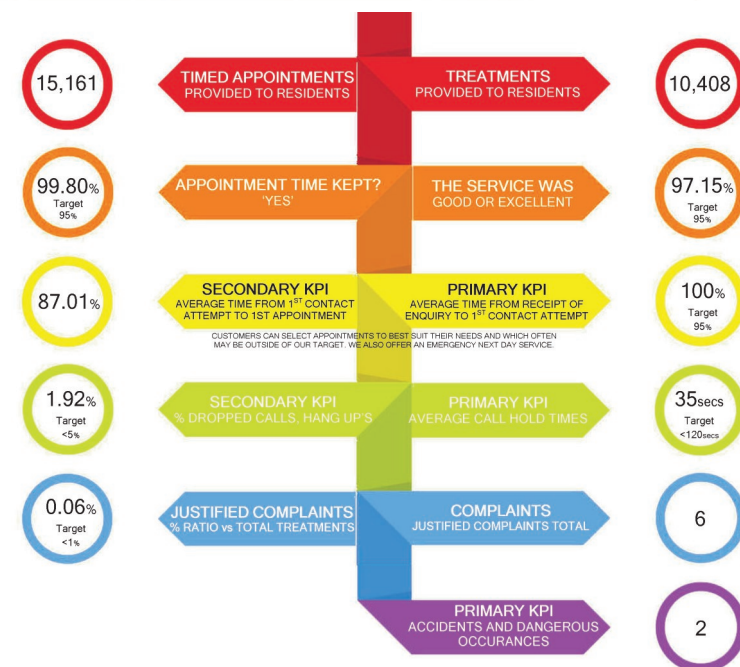 15,161
TIMED APPOINTMENTS
PROVIDED TO RESIDENTS
TREATMENTS
PROVIDED TO RESIDENTS
10,408
99.80%
Target
95%
APPOINTMENT TIME KEPT?
'YES'
THE SERVICE WAS
GOOD OR EXCELLENT
97.15%
Target
95%
87.01%
SECONDARY KPI
AVERAGE TIME FROM 1ST CONTACT
ATTEMPT TO 1ST APPOINTMENT
PRIMARY KPI
AVERAGE TIME FROM RECEIPT OF
ENQUIRY TO 1ST CONTACT ATTEMPT
100%
Target
95%
CUSTOMERS CAN SELECT APPOINTMENTS TO BEST SUIT THEIR NEEDS AND WHICH OFTEN
MAY BE OUTSIDE OF OUR TARGET. WE ALSO OFFER AN EMERGENCY NEXT DAY SERVICE.
1.92%
Target
<5%
SECONDARY KPI
% DROPPED CALLS, HANG UP'S
PRIMARY KPI
AVERAGE CALL HOLD TIMES
35secs
Target
<120secs
0.06%
Target
<1%
JUSTIFIED COMPLAINTS
% RATIO vs TOTAL TREATMENTS
COMPLAINTS
JUSTIFIED COMPLAINTS TOTAL
6
PRIMARY KPI
ACCIDENTS AND DANGEROUS
OCCURANCES
2